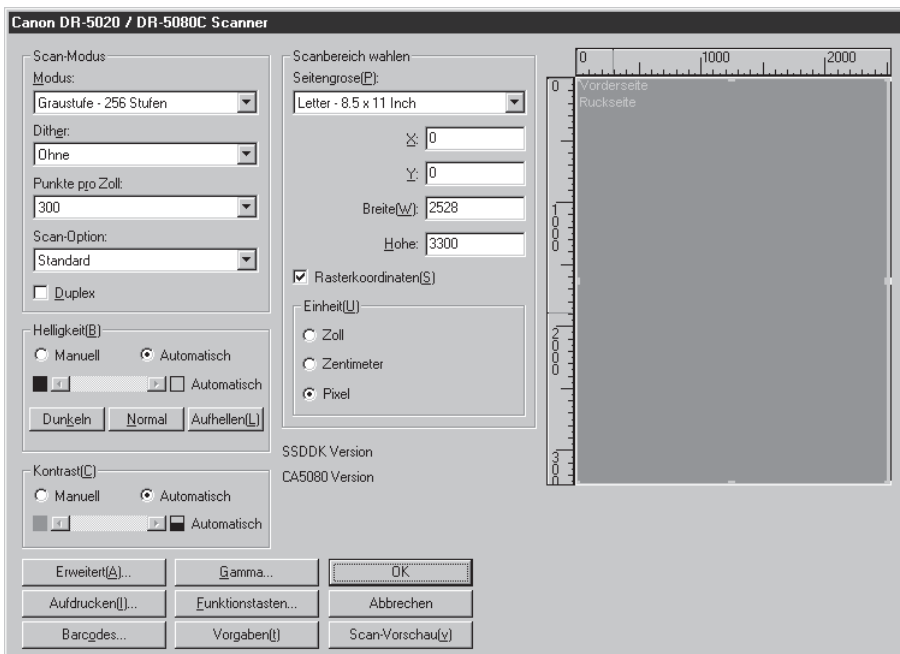 Canon DR-5020 / DR-5080C Scanner
Scan-Modus
Modus:
Graustufe - 256 Stufen
Dither:
Ohne
Punkte pro Zoll:
300
Scan-Option:
Standard
Duplex
Helligkeit(B)
Manuell Automatisch
Automatisch
Dunkeln Normal Aufhellen(L)
Kontrast(C)
Manuell Automatisch
Automatisch
Scanbereich wahlen
Seitengrose(P):
Letter - 8.5 x 11 Inch
X: 0
Y: 0
Breite(W): 2528
Hohe: 3300
Rasterkoordinaten(S)
Einheit(U)
Zoll
Zentimeter
Pixel
SSDDK Version
CA5080 Version
0 1000 2000
0
1000
2000
300
Vorderseite
Ruckseite
Erweitert(A)... Gamma... OK
Aufdrucken(I)... Funktionstasten... Abbrechen
Barcodes... Vorgaben(t) Scan-Vorschau(v)